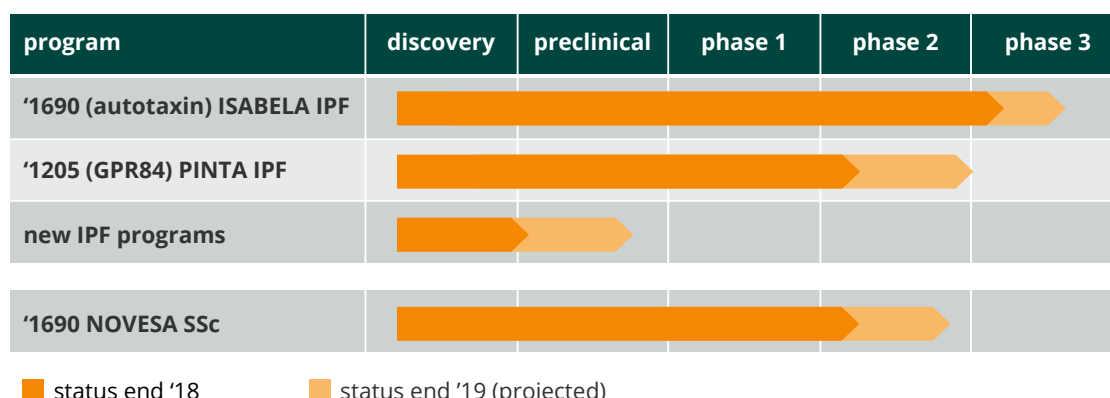 program discovery preclinical phase 1 phase 2 phase 3
‘1690 (autotaxin) ISABELA IPF
‘1205 (GPR84) PINTA IPF
new IPF programs
‘1690 NOVESA SSc
status end ‘18 status end ’19 (projected)